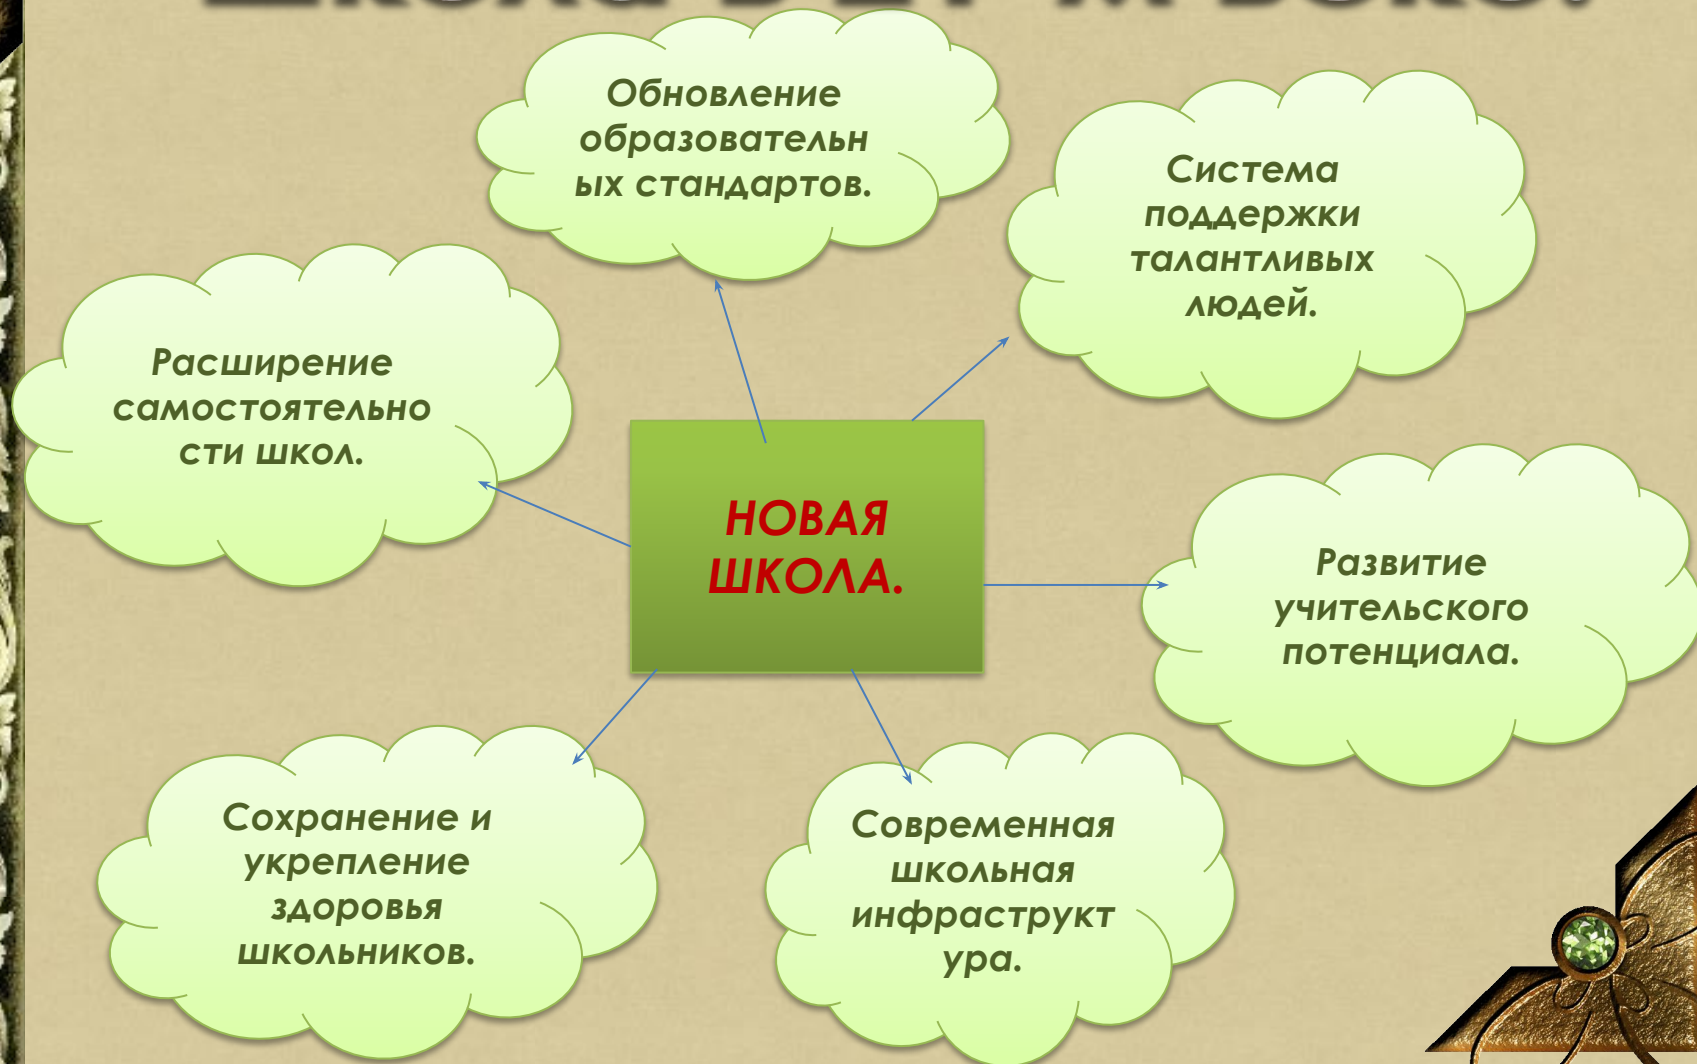 Обновление
образовательн
ых стандартов.
Система
поддержки
талантливых
людей.
Расширение
самостоятельно
сти школ.
НОВАЯ
ШКОЛА.
Развитие
учительского
потенциала.
Сохранение и
укрепление
здоровья
школьников.
Современная
школьная
инфраструкт
ура.